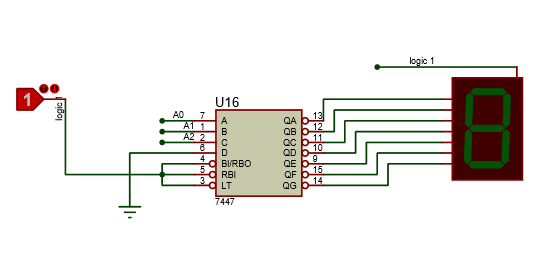 logic 1
1
logic 1
U16
A0 7 A QA 13
A1 1 B QB 12
A2 2 C QC 11
6 D QD 10
4 BI/RBO QE 9
5 RBI QF 15
3 LT QG 14
7447